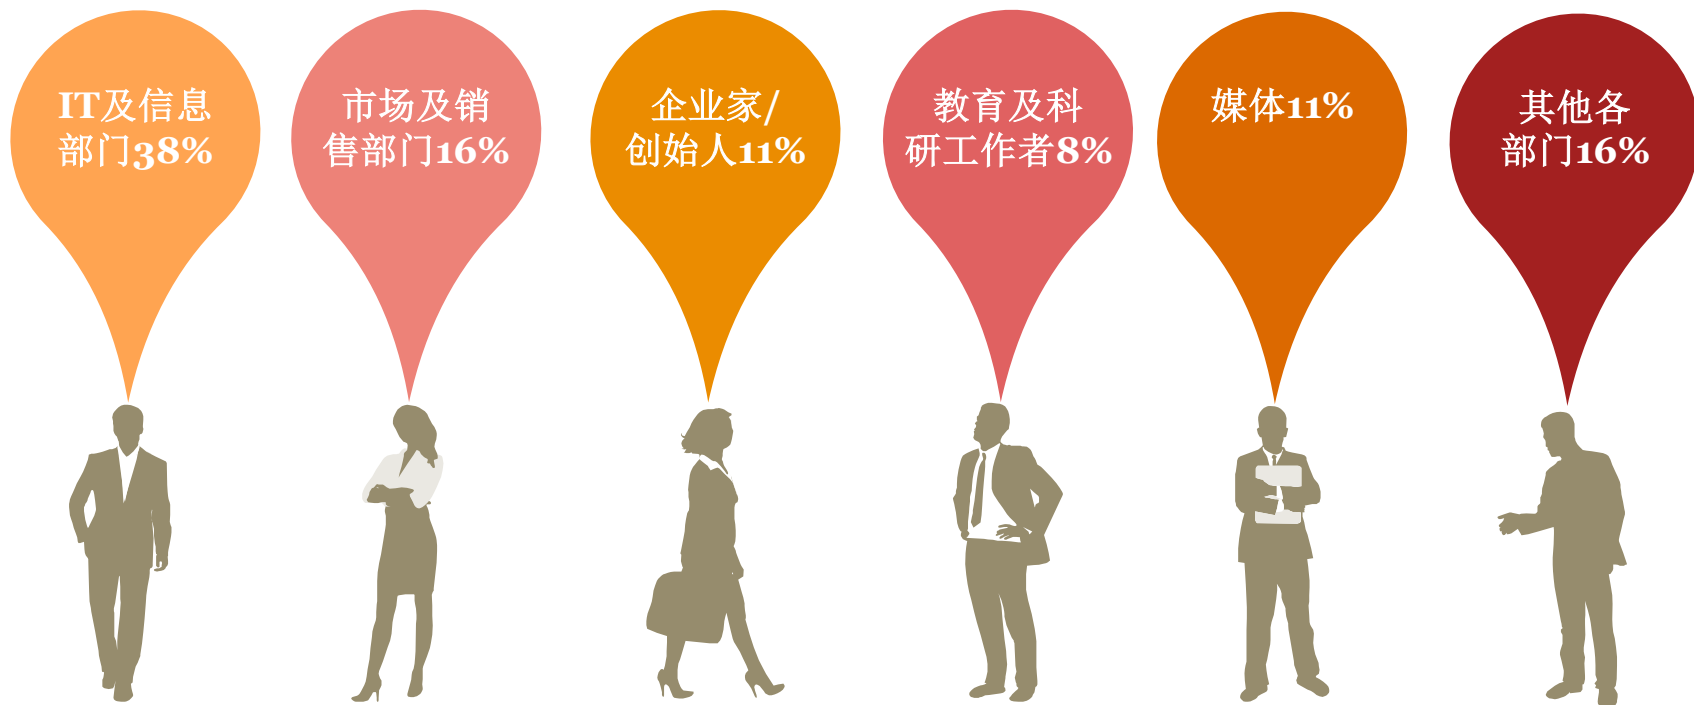 IT及信息
部门38%
市场及销
售部门16%
企业家/
创始人11%
教育及科
研工作者8%
媒体11%
其他各
部门16%